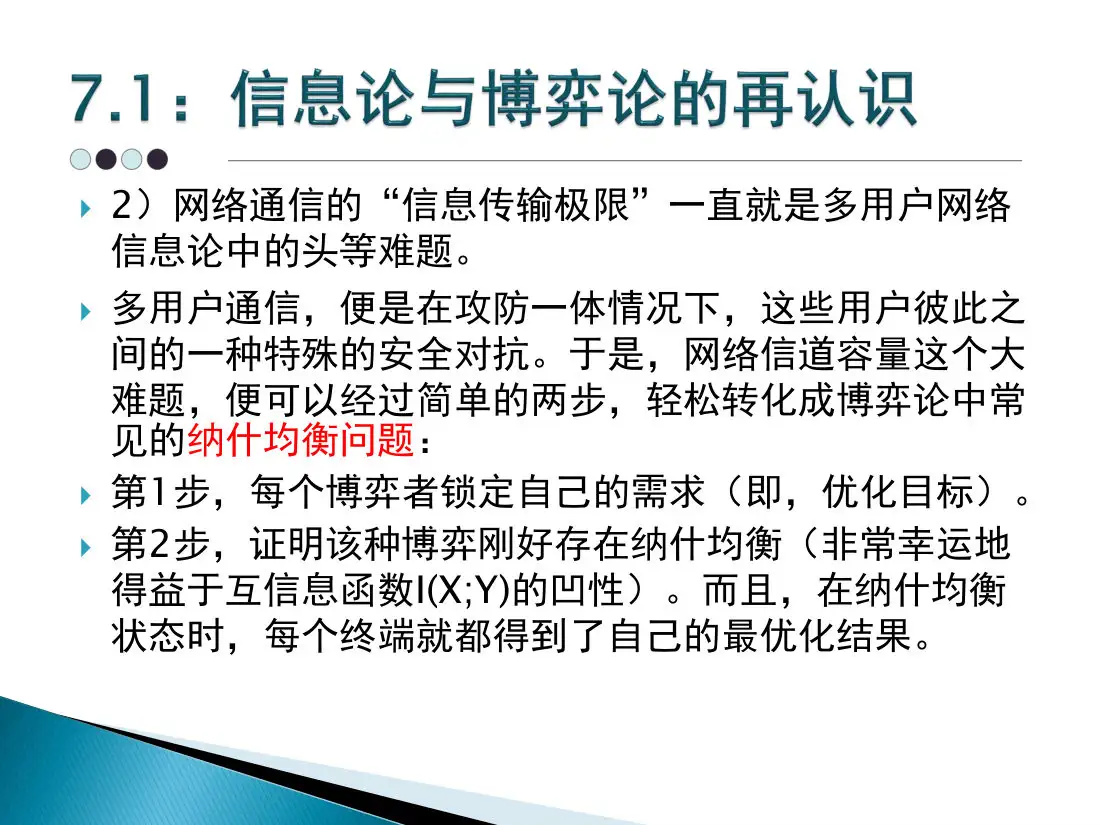 7.1：信息论与博弈论的再认识
2）网络通信的“信息传输极限”一直就是多用户网络
信息论中的头等难题。
多用户通信，便是在攻防一体情况下，这些用户彼此之
间的一种特殊的安全对抗。于是，网络信道容量这个大
难题，便可以经过简单的两步，轻松转化成博弈论中常
见的纳什均衡问题：
第1步，每个博弈者锁定自己的需求（即，优化目标）。
第2步，证明该种博弈刚好存在纳什均衡（非常幸运地
得益于互信息函数I(X;Y)的凹性）。而且，在纳什均衡
状态时，每个终端就都得到了自己的最优化结果。